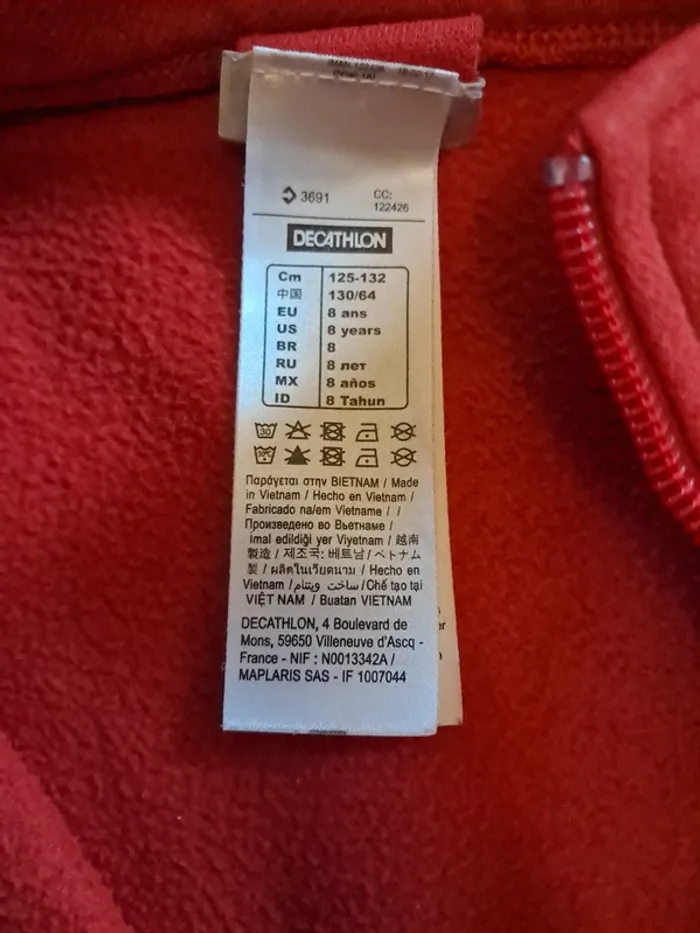 3691
CC:
122426
DECATHLON
Cm 125-132
中国 130/64
EU 8 ans
US 8 years
BR 8
RU 8 лет
MX 8 años
ID 8 Tahun
30
30°C
Παράγεται στην ΒΙΕΤΝΑΜ / Made
in Vietnam / Hecho en Vietnam /
Fabricado na/em Vietname / /
Произведено во Вьетнаме /
imal edildiği yer Viyetnam / 越南
製造 / 제조국: 베트남 / ベトナム
製 / ผลิตในเวียดนาม / Hecho en
Vietnam / ساخت ويتنام / Chế tạo tại
VIỆT NAM / Buatan VIETNAM
DECATHLON, 4 Boulevard de
Mons, 59650 Villeneuve d'Ascq -
France - NIF : N0013342A /
MAPLARIS SAS - IF 1007044